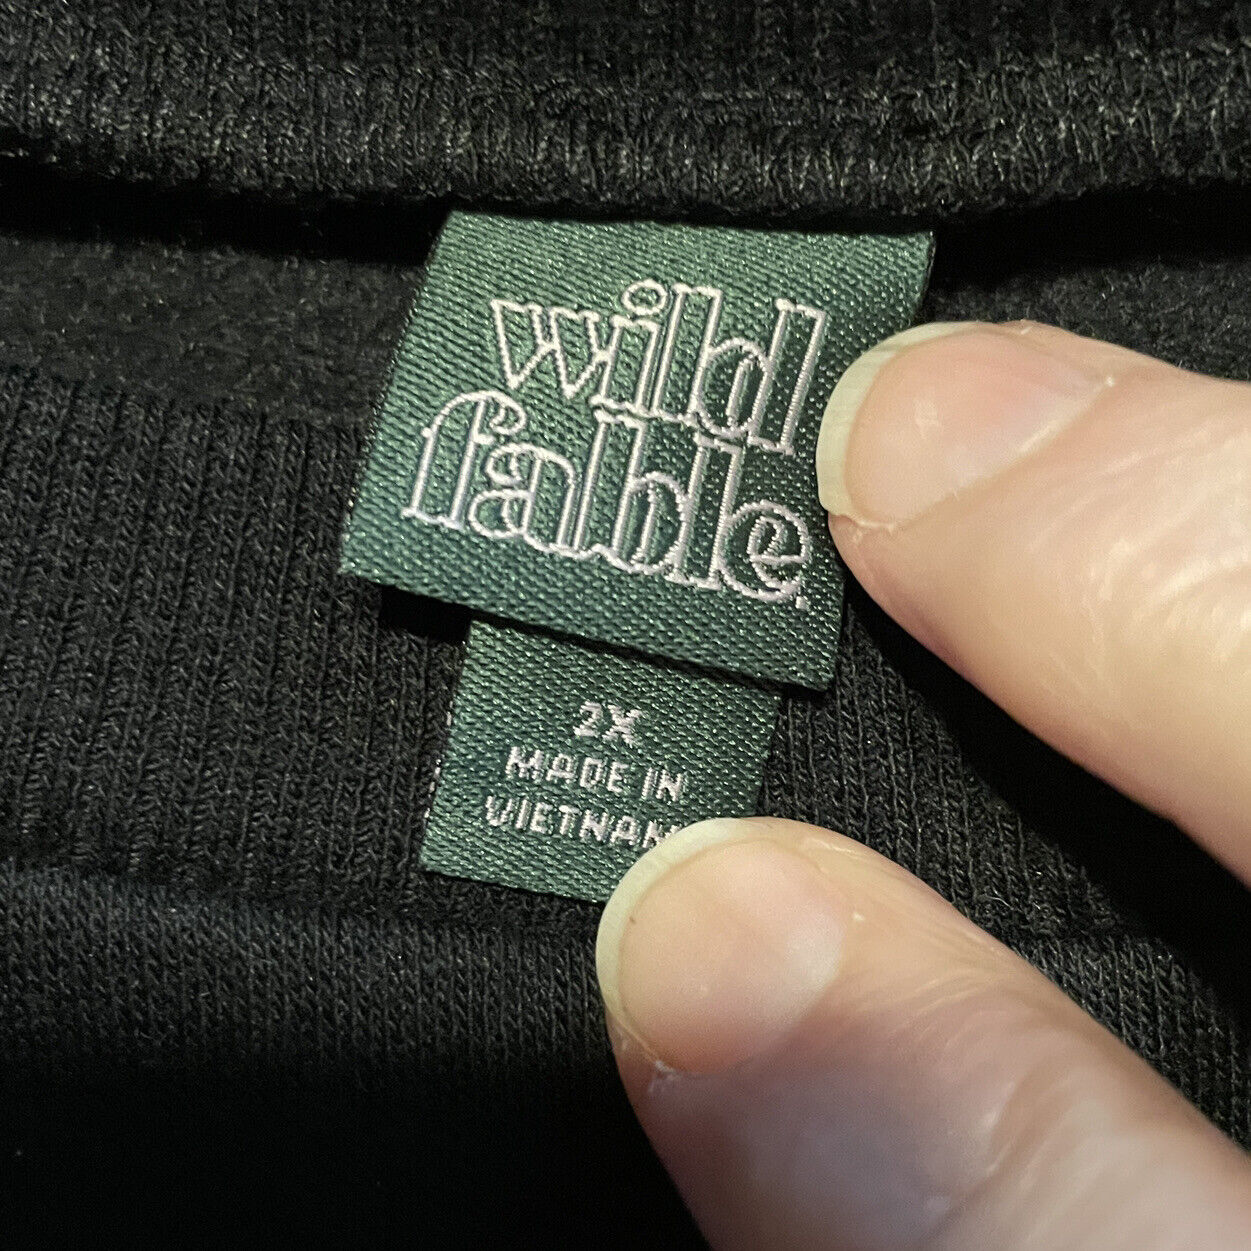 wild
fable.
2X
MADE IN
VIETNAM